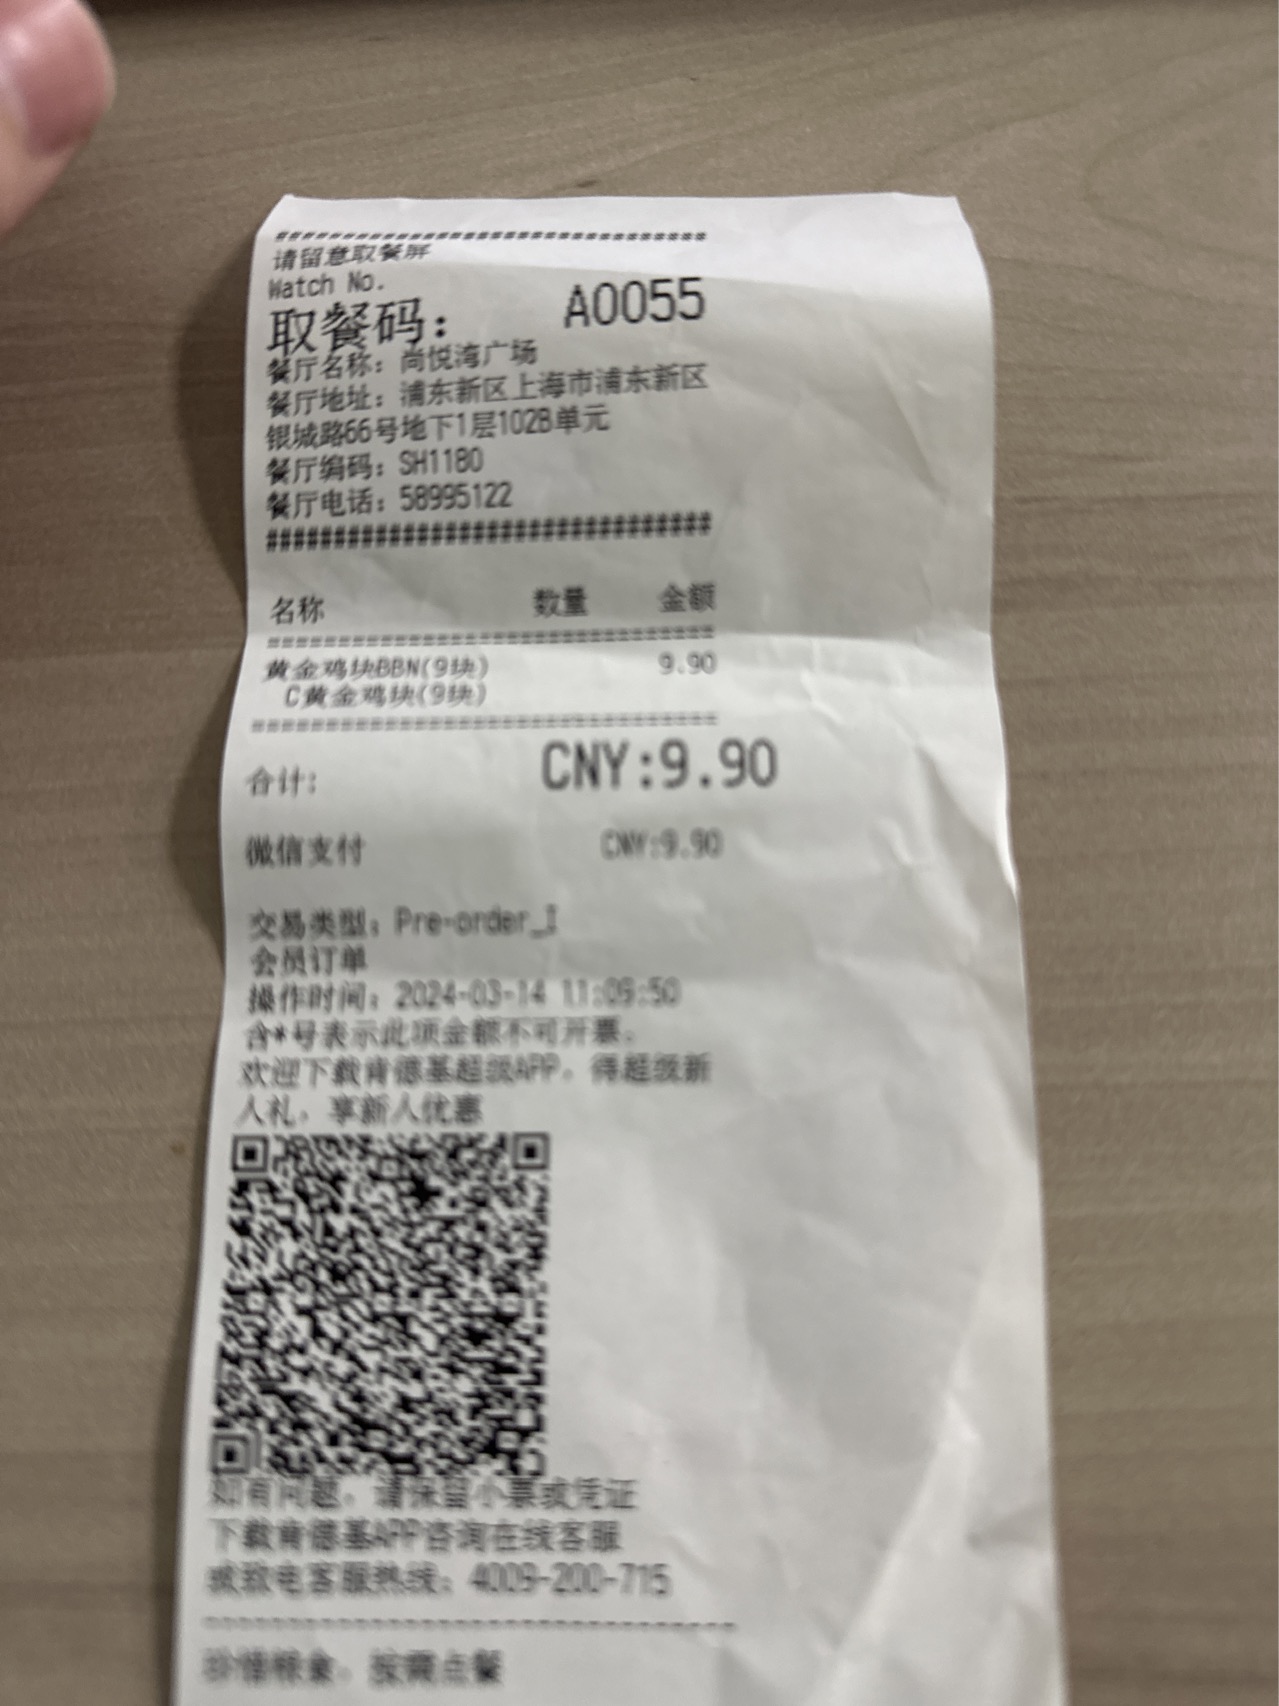 ################################
请留意取餐屏
Watch No.
取餐码： A0055
餐厅名称：尚悦湾广场
餐厅地址：浦东新区上海市浦东新区
银城路66号地下1层102B单元
餐厅编码：SH1180
餐厅电话：58995122
################################
名称 数量 金额
================================
黄金鸡块BBN(9块) 9.90
C黄金鸡块(9块)
================================
合计: CNY:9.90
微信支付 CNY:9.90
交易类型：Pre-order_I
会员订单
操作时间：2024-03-14 11:09:50
含*号表示此项金额不可开票。
欢迎下载肯德基超级APP，得超级新
人礼，享新人优惠
如有问题，请保留小票或凭证
下载肯德基APP咨询在线客服
或致电客服热线：4009-200-715
--------------------------------
珍惜粮食，按需点餐